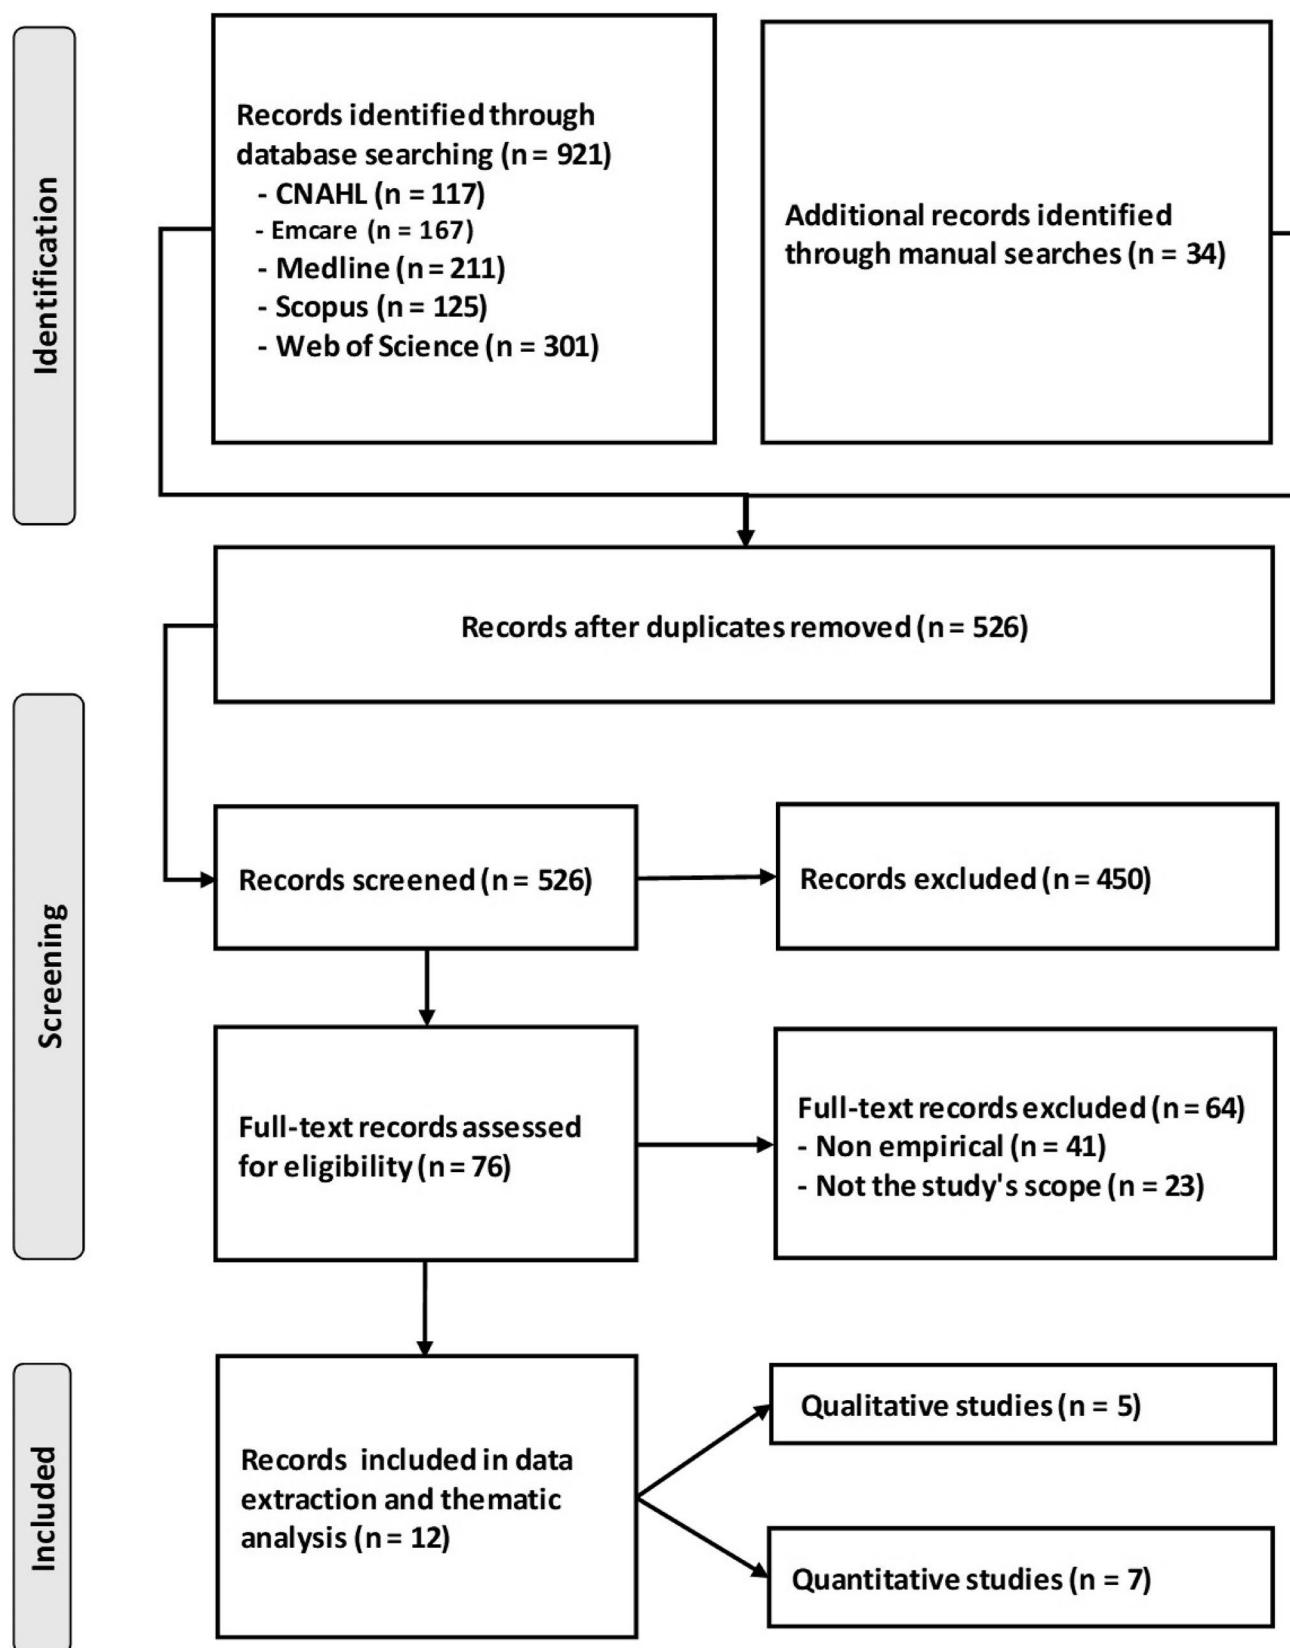 Identification
Records identified through
database searching (n = 921)
- CNAHL (n = 117)
- Emcare (n = 167)
- Medline (n = 211)
- Scopus (n = 125)
- Web of Science (n = 301)
Additional records identified
through manual searches (n = 34)
Records after duplicates removed (n = 526)
Screening
Records screened (n = 526)
Records excluded (n = 450)
Full-text records assessed
for eligibility (n = 76)
Full-text records excluded (n = 64)
- Non empirical (n = 41)
- Not the study's scope (n = 23)
Included
Records included in data
extraction and thematic
analysis (n = 12)
Qualitative studies (n = 5)
Quantitative studies (n = 7)